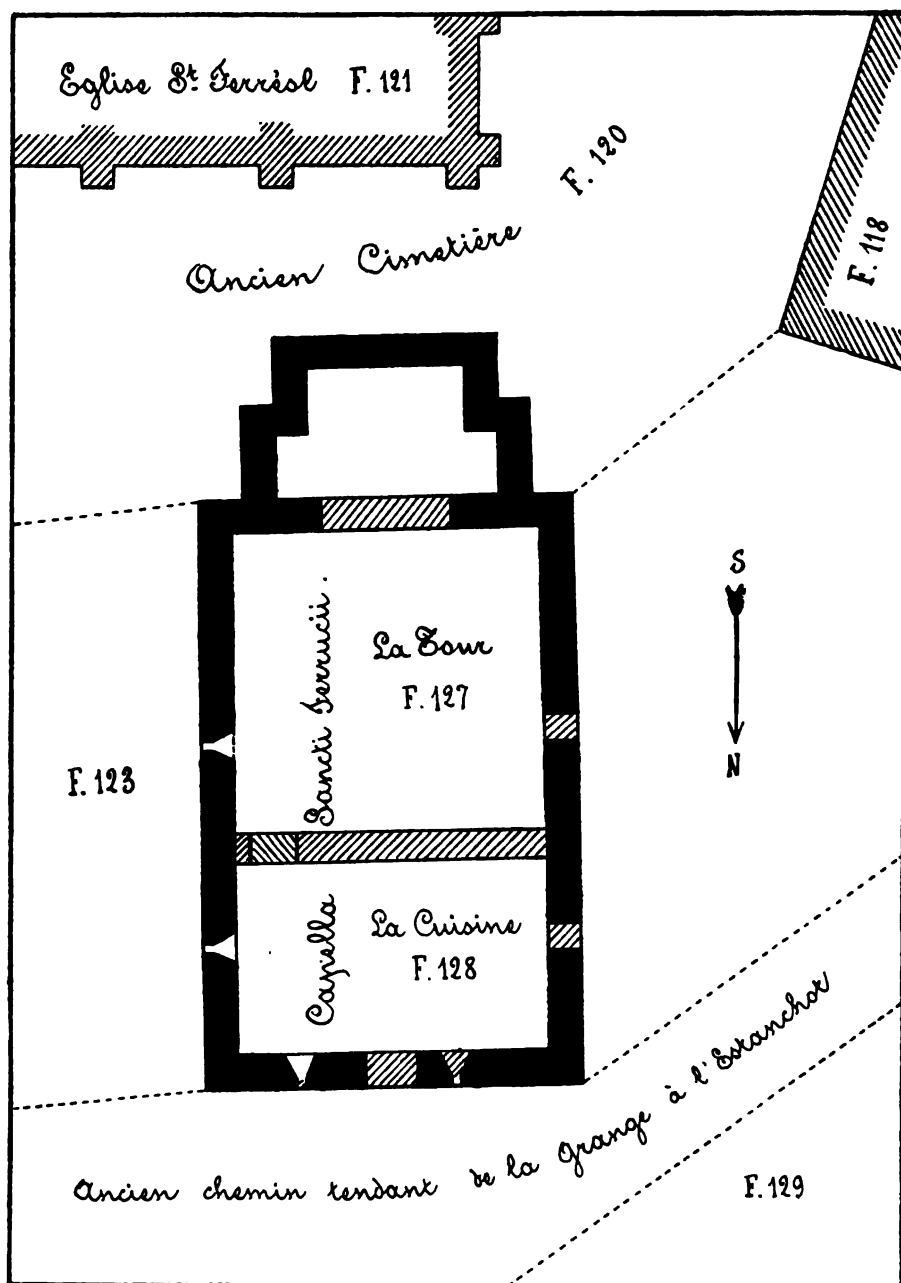 Eglise St. Ferréol F. 121
F. 120
F. 118
Ancien Cimetière
S
N
La Tour
F. 127
Capella Sancti Ferrucii.
F. 123
La Cuisine
F. 128
Ancien chemin tendant de la grange à l'Estanchot
F. 129